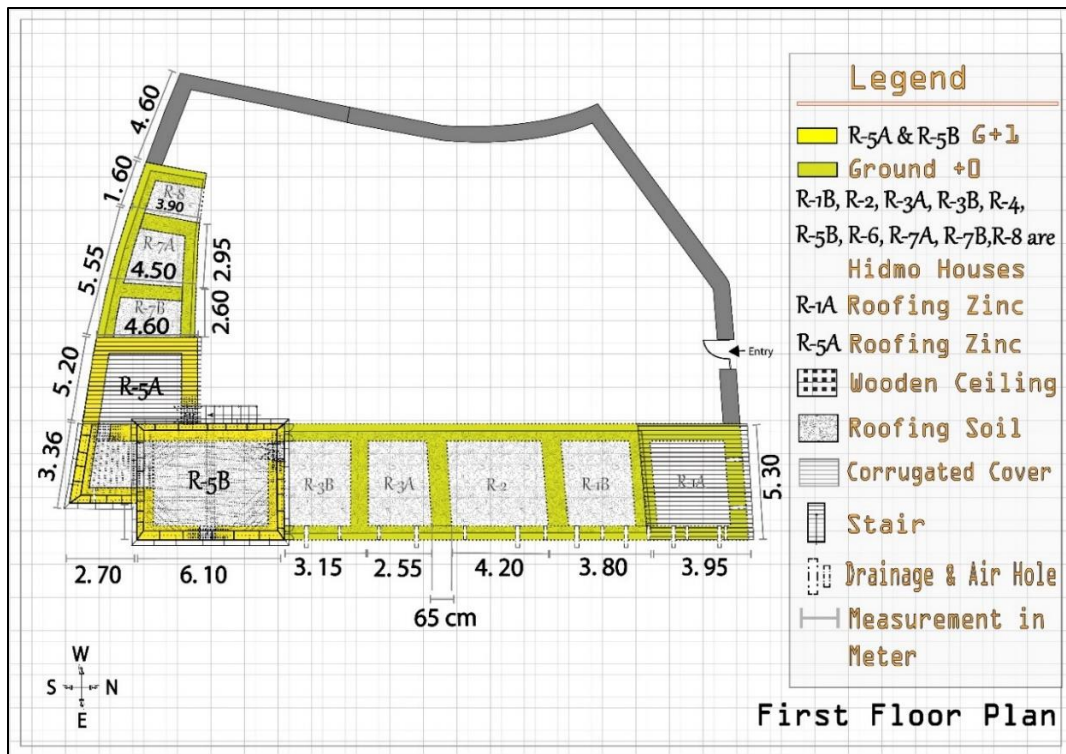 4.60
1.60
R-8
3.90
5.55
R-7A
4.50
2.95
R-7B
4.60
2.60
5.20
R-5A
Entry
3.36
R-5B
R-3B
R-3A
R-2
R-1B
R-1A
5.30
2.70
6.10
3.15
2.55
4.20
3.80
3.95
65 cm
W
S
N
E
Legend
R-5A & R-5B G+1
Ground +0
R-1B, R-2, R-3A, R-3B, R-4,
R-5B, R-6, R-7A, R-7B,R-8 are
Hidmo Houses
R-1A Roofing Zinc
R-5A Roofing Zinc
Wooden Ceiling
Roofing Soil
Corrugated Cover
Stair
Drainage & Air Hole
Measurement in
Meter
First Floor Plan